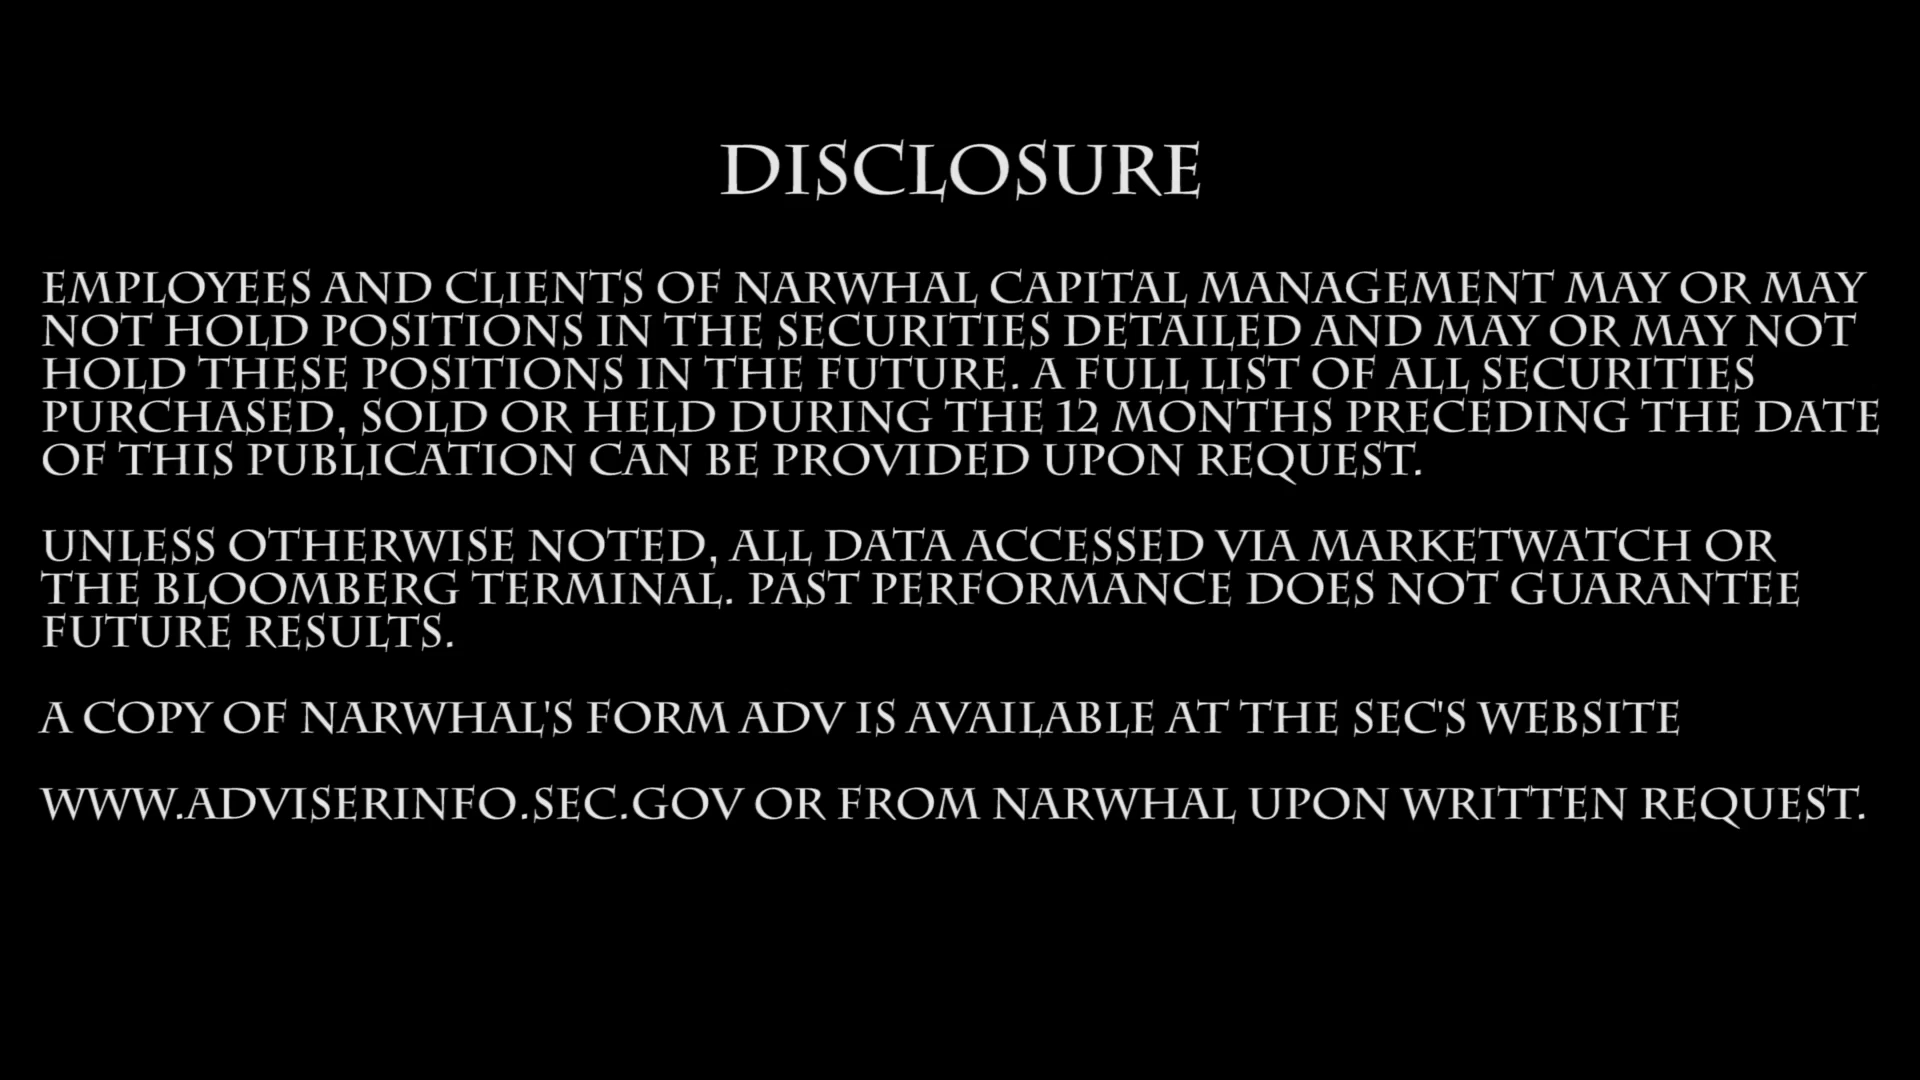 DISCLOSURE
EMPLOYEES AND CLIENTS OF NARWHAL CAPITAL MANAGEMENT MAY OR MAY
NOT HOLD POSITIONS IN THE SECURITIES DETAILED AND MAY OR MAY NOT
HOLD THESE POSITIONS IN THE FUTURE. A FULL LIST OF ALL SECURITIES
PURCHASED, SOLD OR HELD DURING THE 12 MONTHS PRECEDING THE DATE
OF THIS PUBLICATION CAN BE PROVIDED UPON REQUEST.
UNLESS OTHERWISE NOTED, ALL DATA ACCESSED VIA MARKETWATCH OR
THE BLOOMBERG TERMINAL. PAST PERFORMANCE DOES NOT GUARANTEE
FUTURE RESULTS.
A COPY OF NARWHAL'S FORM ADV IS AVAILABLE AT THE SEC'S WEBSITE
WWW.ADVISERINFO.SEC.GOV OR FROM NARWHAL UPON WRITTEN REQUEST.